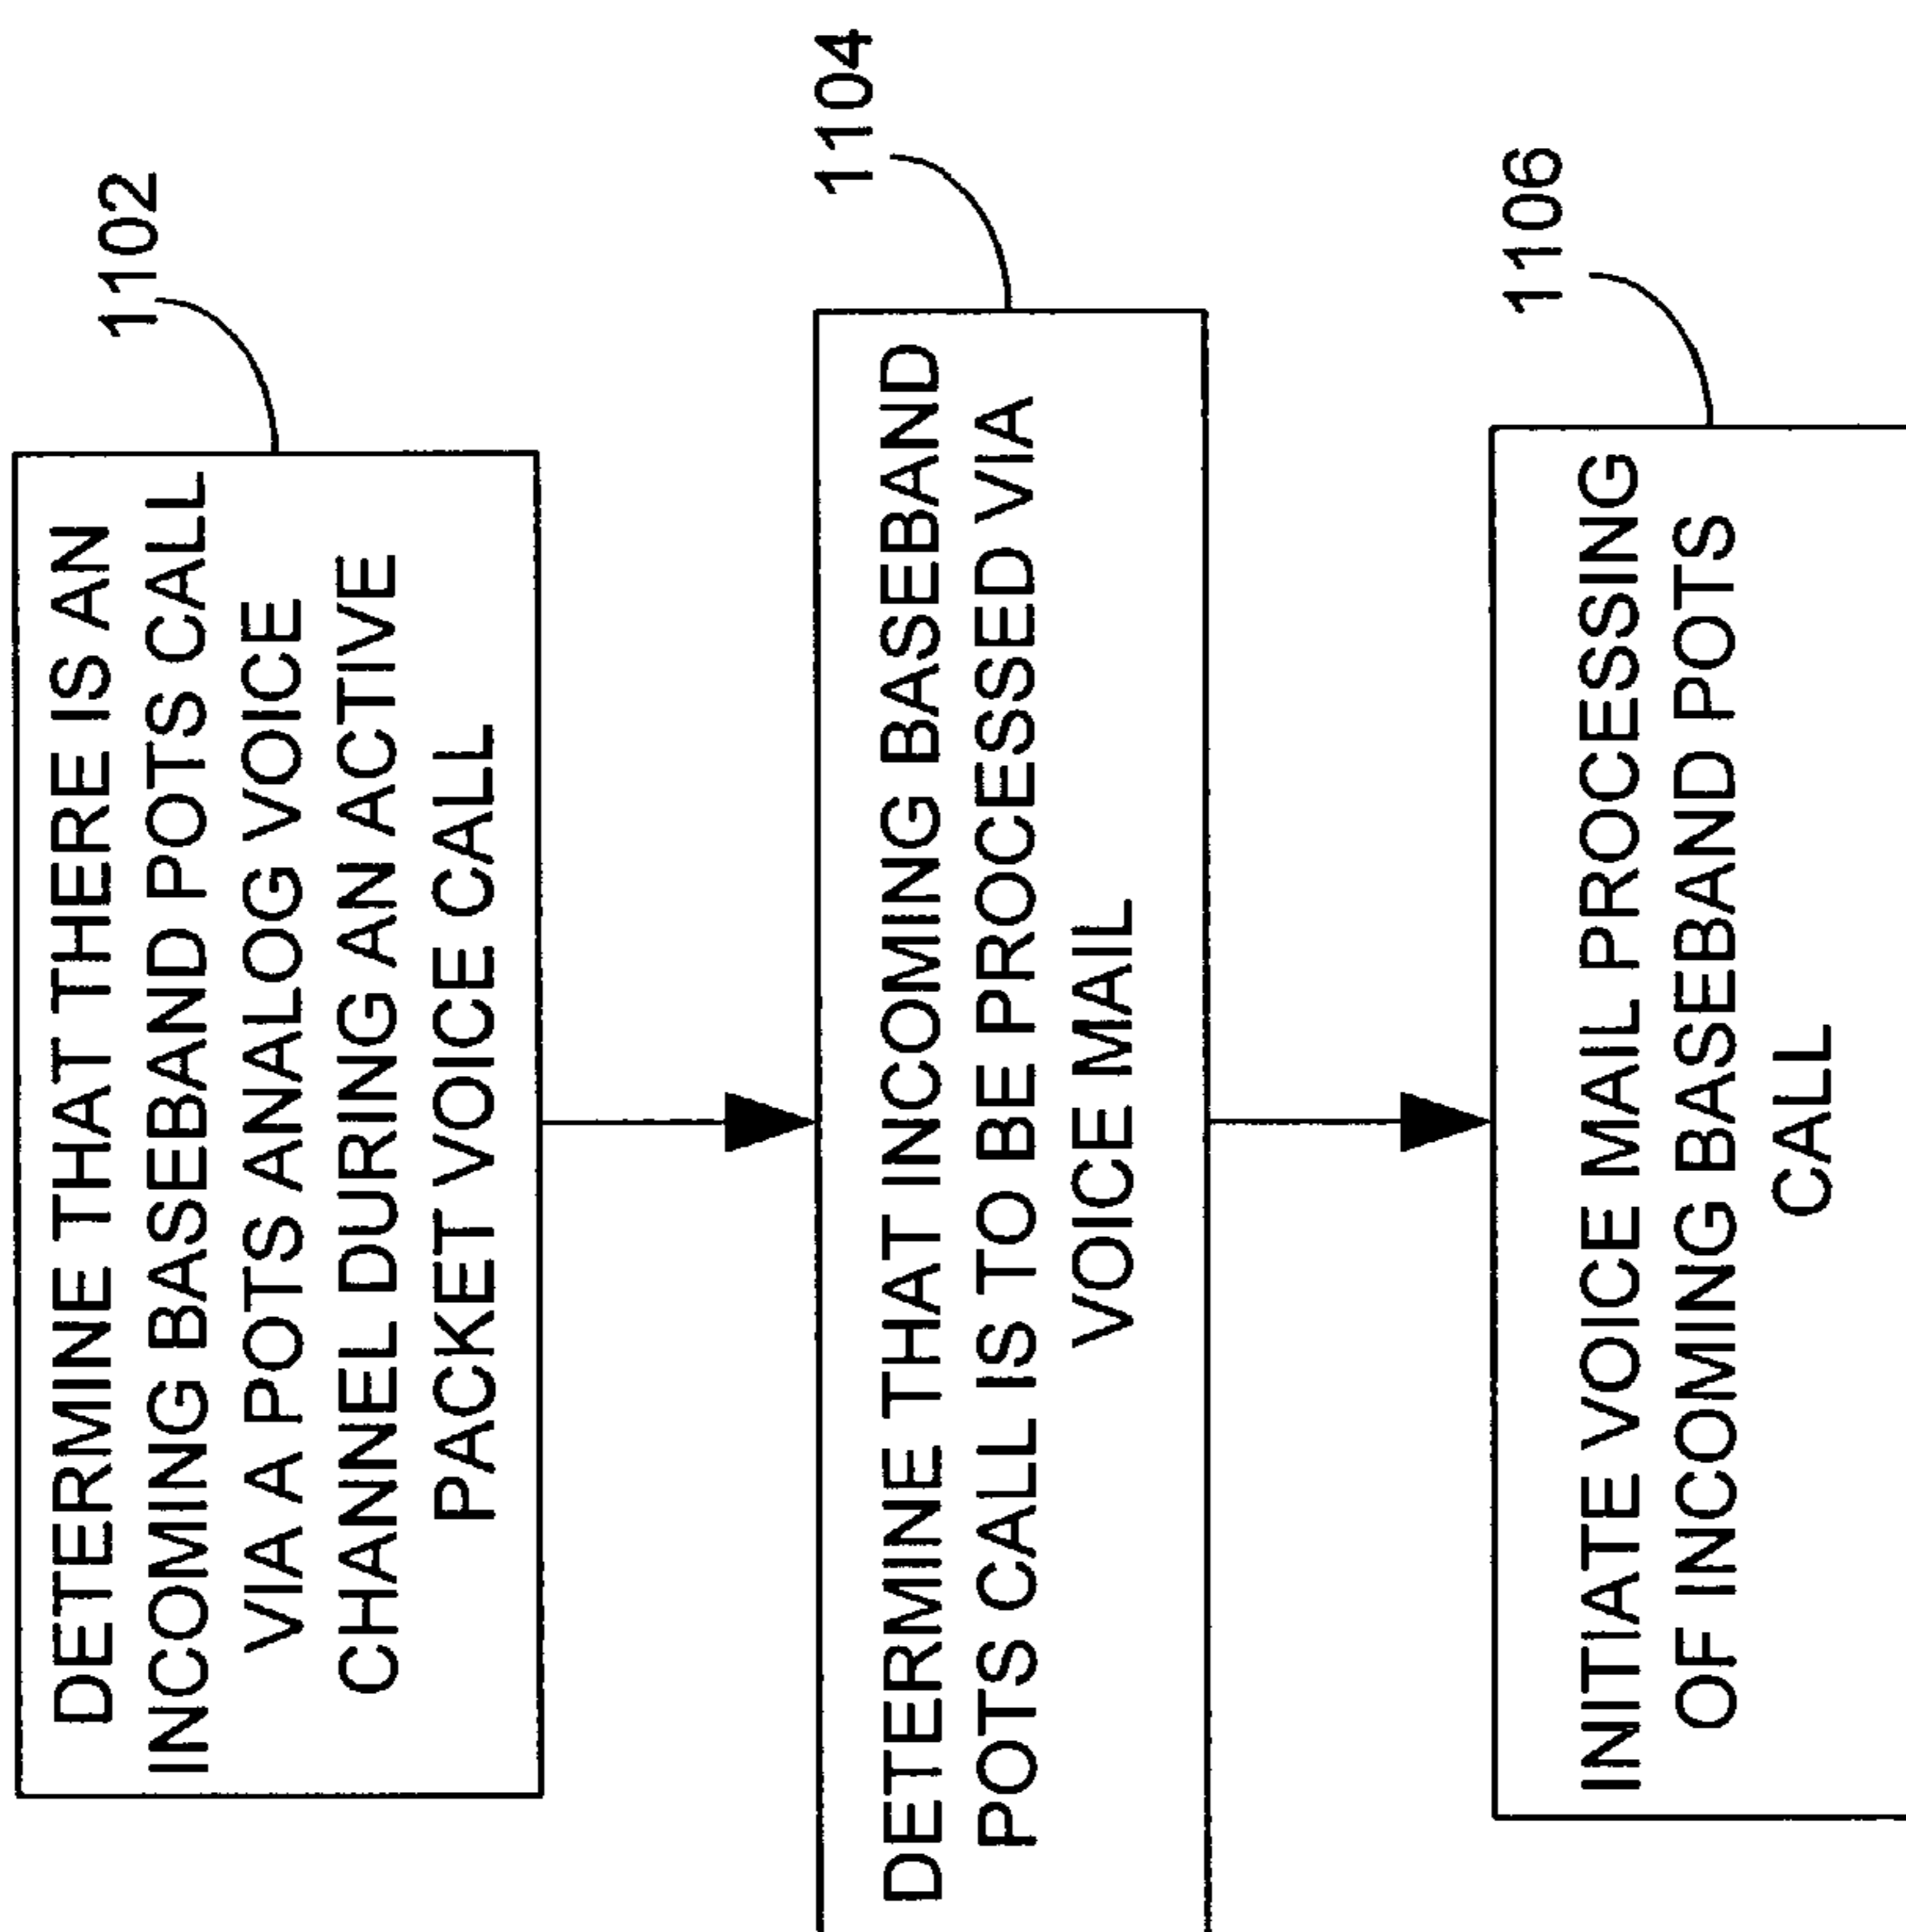 1102
DETERMINE THAT THERE IS AN
INCOMING BASEBAND POTS CALL
VIA A POTS ANALOG VOICE
CHANNEL DURING AN ACTIVE
PACKET VOICE CALL
1104
DETERMINE THAT INCOMING BASEBAND
POTS CALL IS TO BE PROCESSED VIA
VOICE MAIL
1106
INITIATE VOICE MAIL PROCESSING
OF INCOMING BASEBAND POTS
CALL